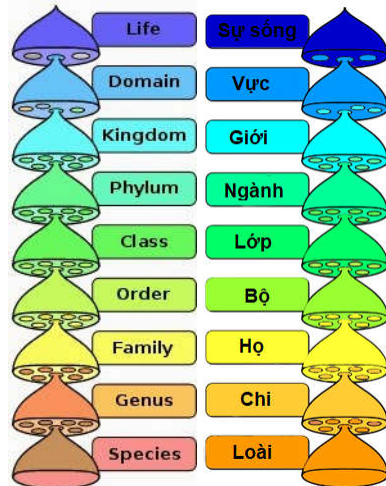 Life Sự sống
Domain Vực
Kingdom Giới
Phylum Ngành
Class Lớp
Order Bộ
Family Họ
Genus Chi
Species Loài